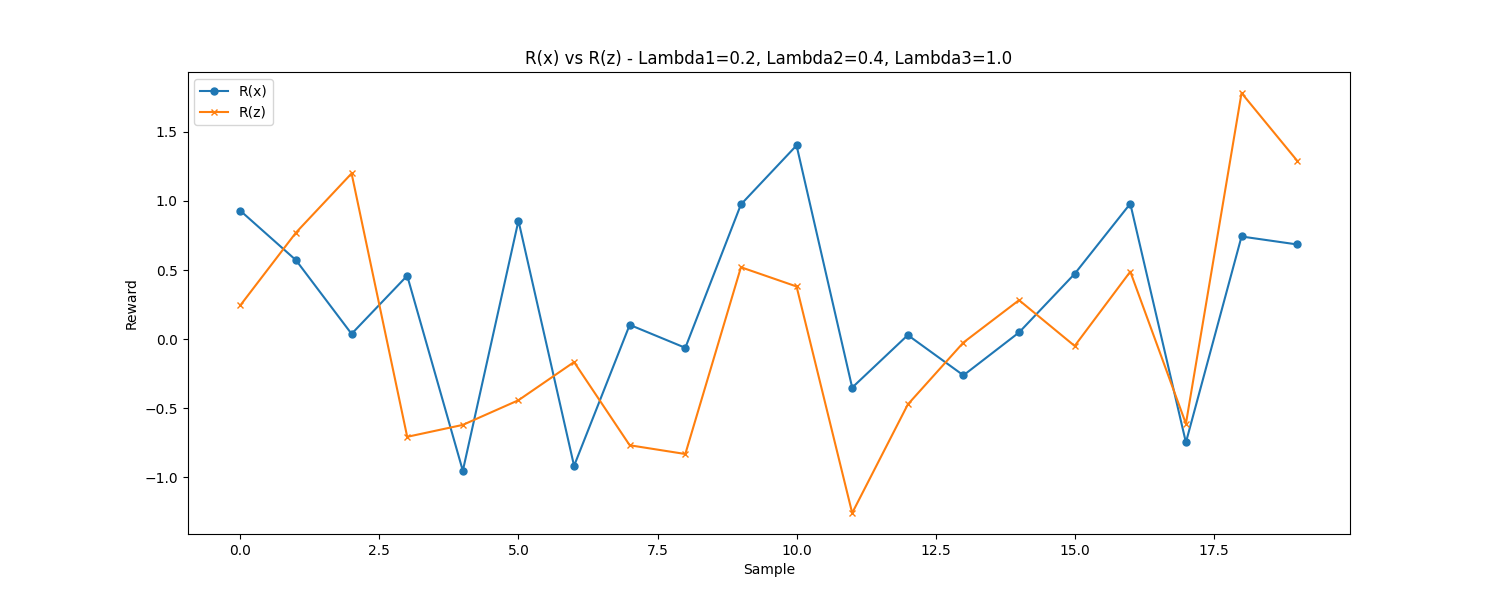 R(x) vs R(z) - Lambda1=0.2, Lambda2=0.4, Lambda3=1.0
R(x)
R(z)
1.5
1.0
0.5
0.0
−0.5
−1.0
Reward
0.0 2.5 5.0 7.5 10.0 12.5 15.0 17.5
Sample